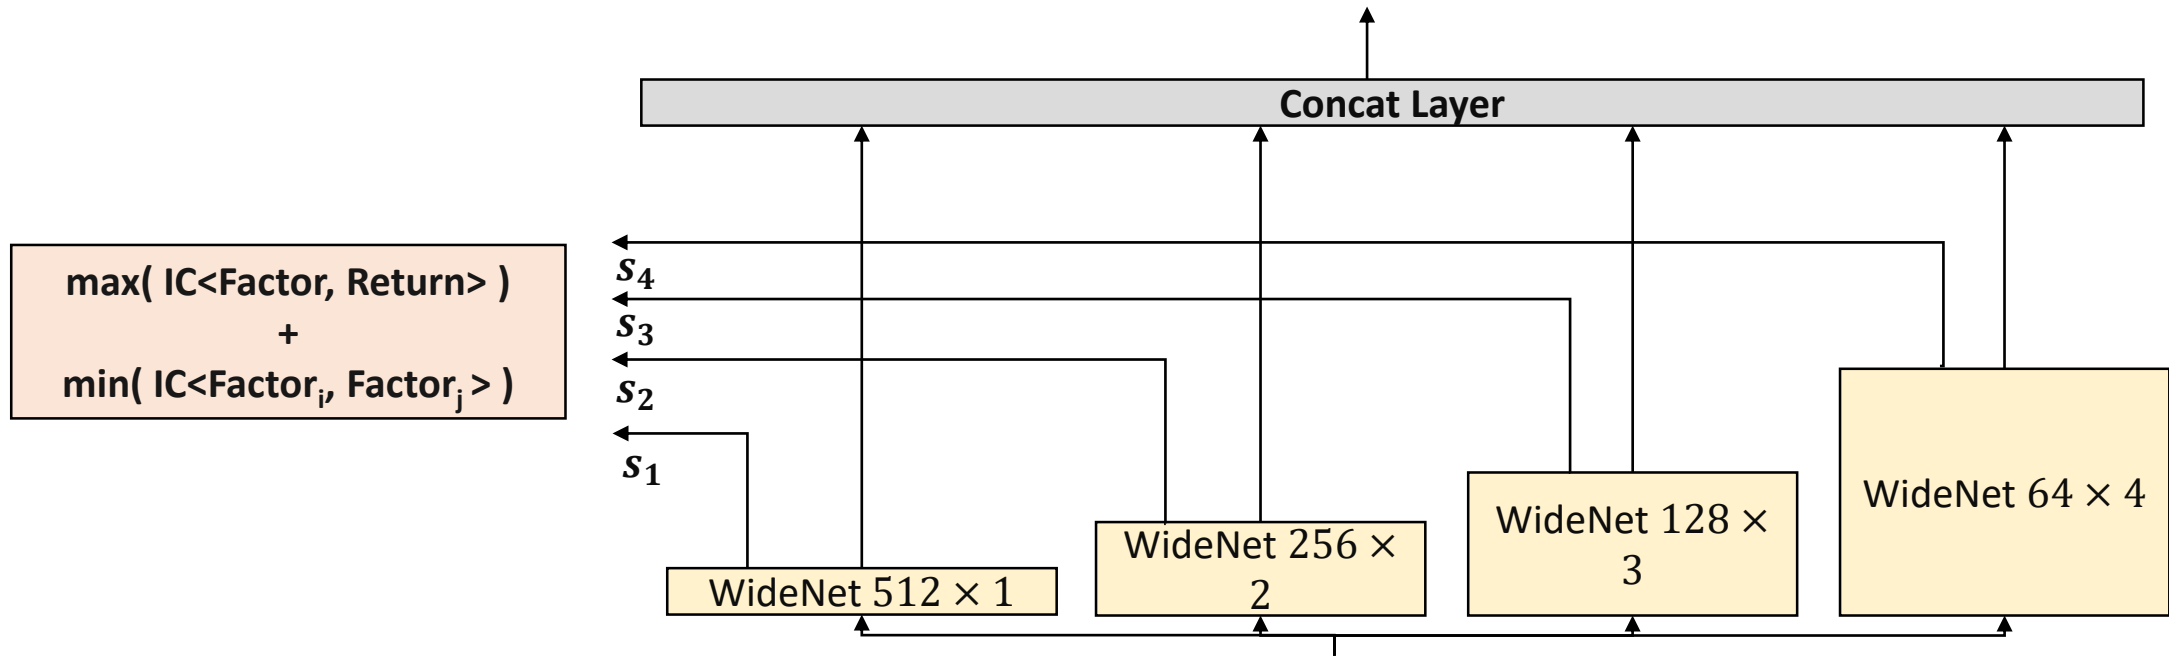 Concat Layer
max( IC<Factor, Return> )
+
min( IC<Factorᵢ, Factorⱼ > )
s₄
s₃
s₂
s₁
WideNet 512 × 1
WideNet 256 ×
2
WideNet 128 ×
3
WideNet 64 × 4